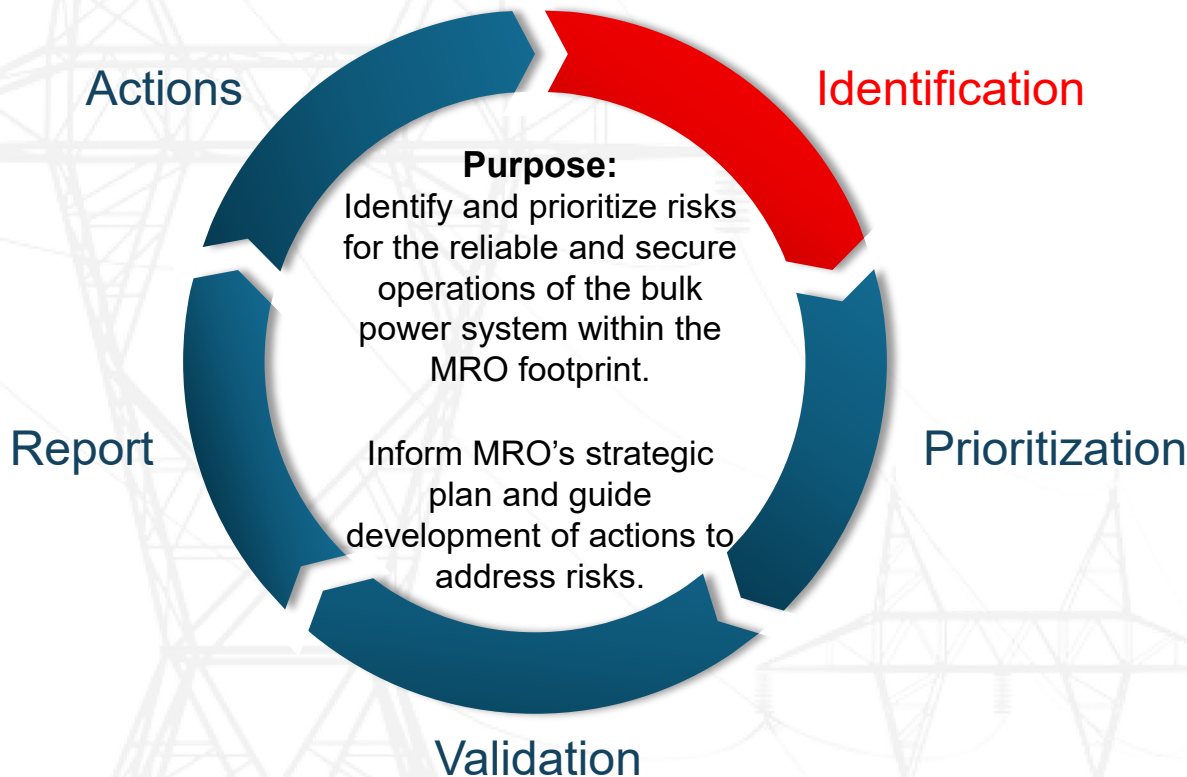 Actions
Identification
Purpose:
Identify and prioritize risks
for the reliable and secure
operations of the bulk
power system within the
MRO footprint.
Inform MRO’s strategic
plan and guide
development of actions to
address risks.
Report
Prioritization
Validation